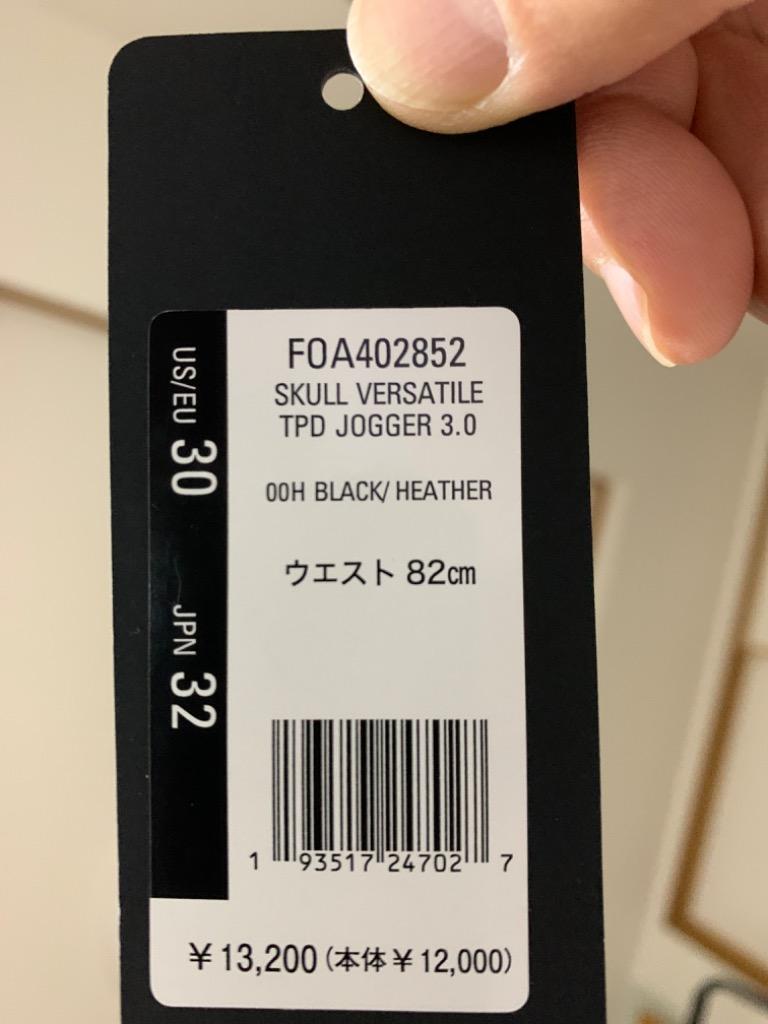 US/EU 30
JPN 32
FOA402852
SKULL VERSATILE
TPD JOGGER 3.0
00H BLACK/HEATHER
ウエスト 82cm
1 93517 24702 7
¥13,200(本体¥12,000)